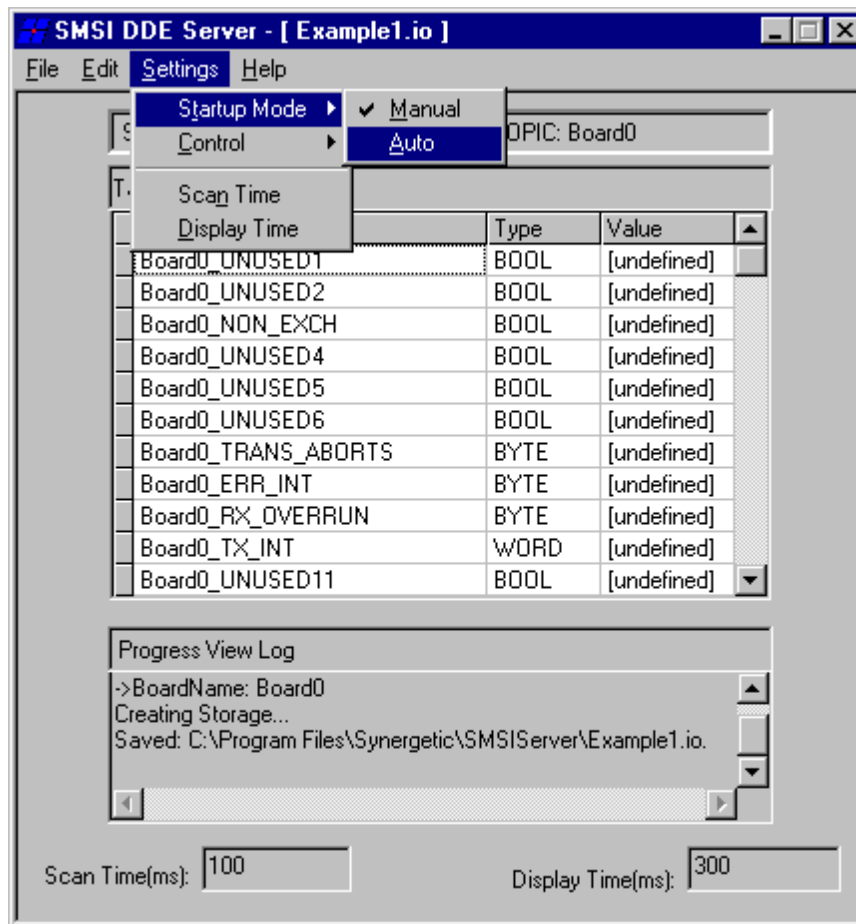 SMSI DDE Server - [ Example1.io ]
File Edit Settings Help
Startup Mode
Manual
Control
Auto
Scan Time
Display Time
OPIC: Board0
Type Value
Board0_UNUSED1 BOOL [undefined]
Board0_UNUSED2 BOOL [undefined]
Board0_NON_EXCH BOOL [undefined]
Board0_UNUSED4 BOOL [undefined]
Board0_UNUSED5 BOOL [undefined]
Board0_UNUSED6 BOOL [undefined]
Board0_TRANS_ABORTS BYTE [undefined]
Board0_ERR_INT BYTE [undefined]
Board0_RX_OVERRUN BYTE [undefined]
Board0_TX_INT WORD [undefined]
Board0_UNUSED11 BOOL [undefined]
Progress View Log
->BoardName: Board0
Creating Storage...
Saved: C:\Program Files\Synergetic\SMSIServer\Example1.io.
Scan Time(ms): 100 Display Time(ms): 300